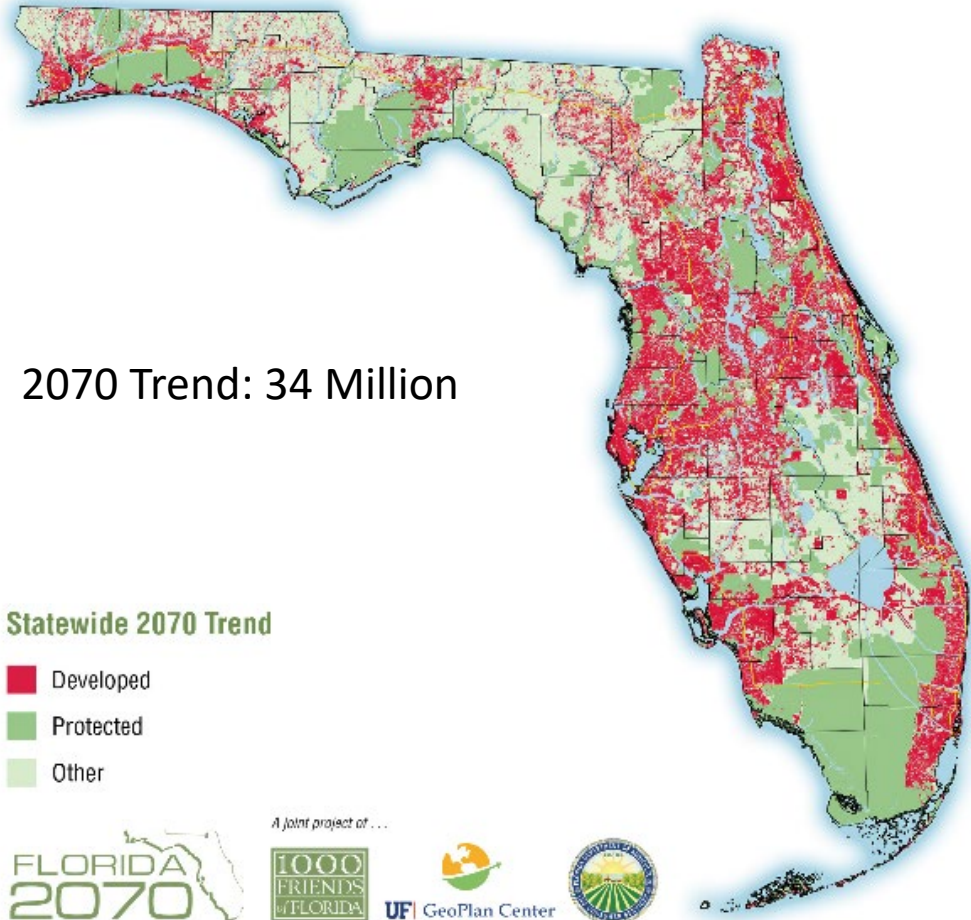 2070 Trend: 34 Million
Statewide 2070 Trend
Developed
Protected
Other
A joint project of . . .
FLORIDA
2070
1000
FRIENDS
of FLORIDA
UF GeoPlan Center